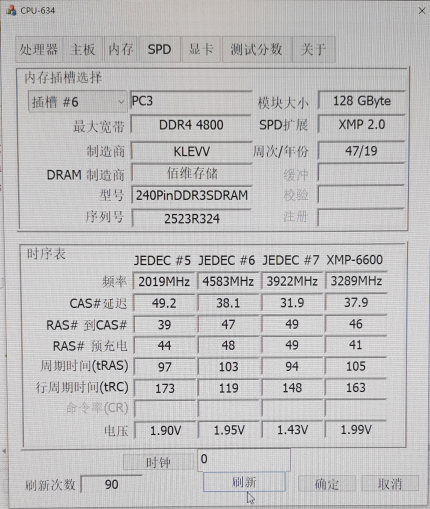 CPU-634
处理器 主板 内存 SPD 显卡 测试分数 关于
内存插槽选择
插槽 #6 PC3 模块大小 128 GByte
最大宽带 DDR4 4800 SPD扩展 XMP 2.0
制造商 KLEVV 周次/年份 47/19
DRAM 制造商 佰维存储 缓冲
型号 240PinDDR3SDRAM 校验
序列号 2523R324 注册
时序表
JEDEC #5 JEDEC #6 JEDEC #7 XMP-6600
频率 2019MHz 4583MHz 3922MHz 3289MHz
CAS#延迟 49.2 38.1 31.9 37.9
RAS# 到CAS# 39 47 49 46
RAS# 预充电 44 48 49 41
周期时间(tRAS) 97 103 94 105
行周期时间(tRC) 173 119 148 163
命令率(CR)
电压 1.90V 1.95V 1.43V 1.99V
时钟 0
刷新次数 90 刷新 确定 取消